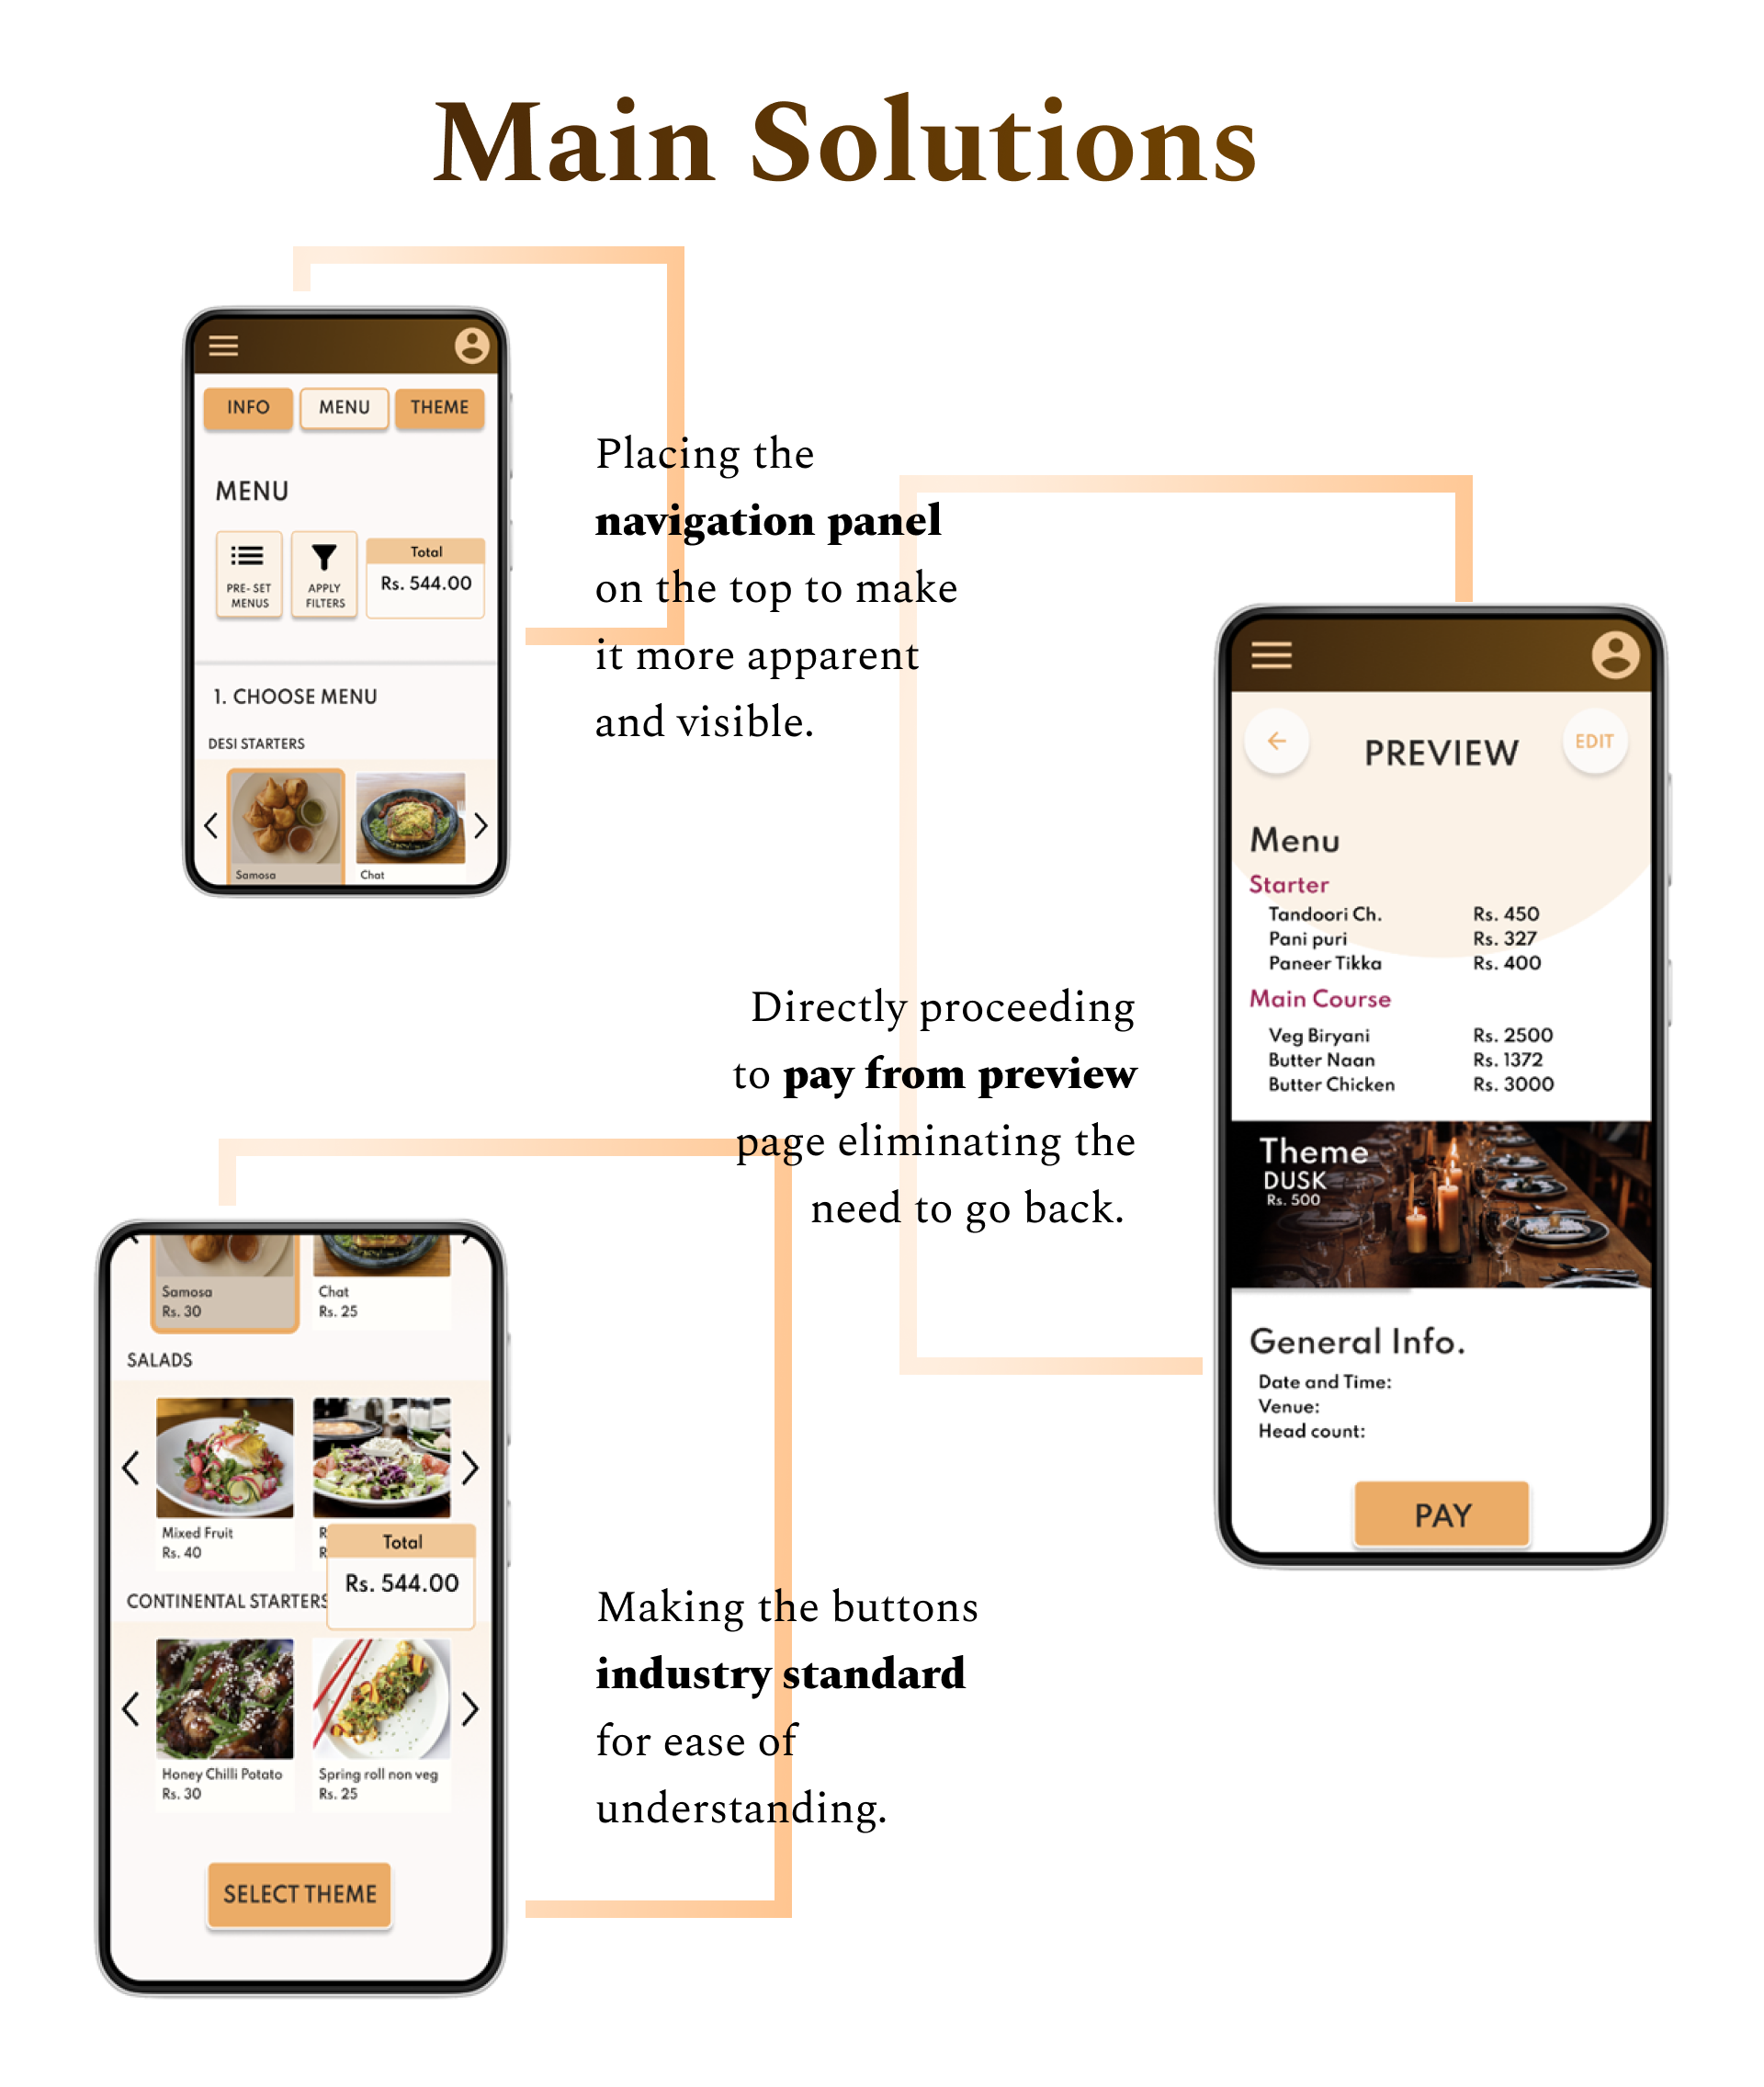 Main Solutions
INFO
MENU
THEME
MENU
PRE-SET
MENUS
APPLY
FILTERS
Total
Rs. 544.00
1. CHOOSE MENU
DESI STARTERS
Samosa
Chat
Placing the
navigation panel
on the top to make
it more apparent
and visible.
PREVIEW
EDIT
Menu
Starter
Tandoori Ch. Rs. 450
Pani puri Rs. 327
Paneer Tikka Rs. 400
Main Course
Veg Biryani Rs. 2500
Butter Naan Rs. 1372
Butter Chicken Rs. 3000
Theme
DUSK
Rs. 500
General Info.
Date and Time:
Venue:
Head count:
PAY
Directly proceeding
to pay from preview
page eliminating the
need to go back.
Samosa
Rs. 30
Chat
Rs. 25
SALADS
Mixed Fruit
Rs. 40
Total
Rs. 544.00
CONTINENTAL STARTERS
Honey Chilli Potato
Rs. 30
Spring roll non veg
Rs. 25
SELECT THEME
Making the buttons
industry standard
for ease of
understanding.